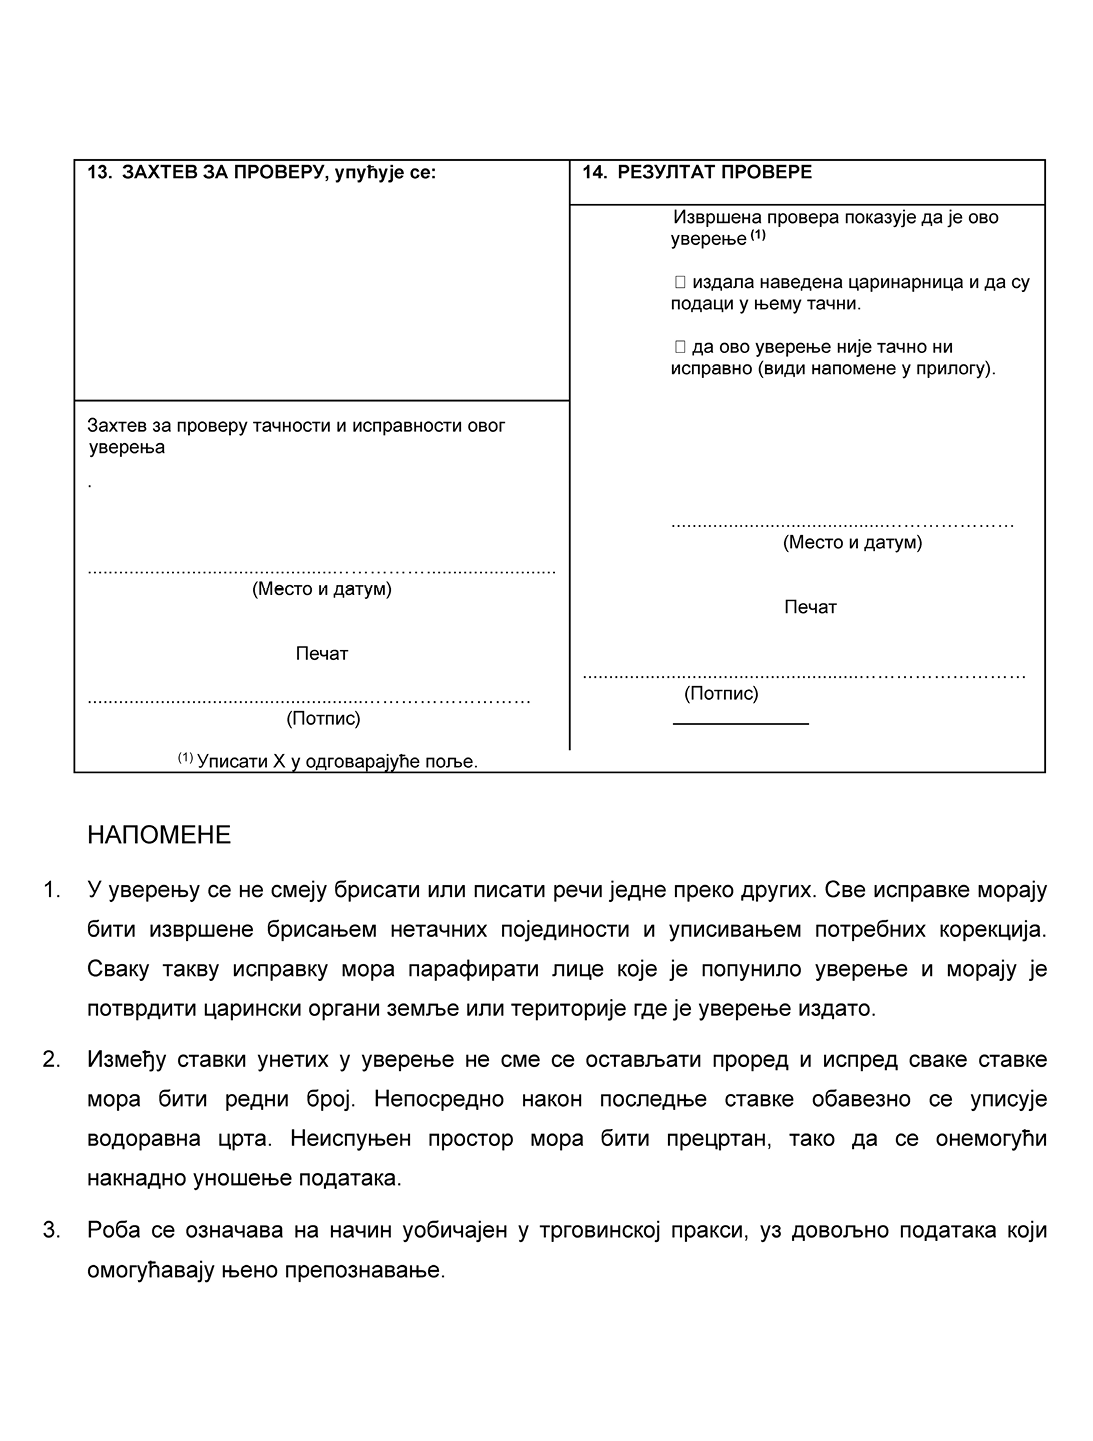 13. ЗАХТЕВ ЗА ПРОВЕРУ, упућује се:
Захтев за проверу тачности и исправности овог
уверења
.
..................................................................................
(Место и датум)
Печат
..................................................................................
(Потпис)
14. РЕЗУЛТАТ ПРОВЕРЕ
Извршена провера показује да је ово
уверење (1)
□ издала наведена царинарница и да су
подаци у њему тачни.
□ да ово уверење није тачно ни
исправно (види напомене у прилогу).
..................................................................
(Место и датум)
Печат
..................................................................................
(Потпис)
(1) Уписати Х у одговарајуће поље.
НАПОМЕНЕ
1. У уверењу се не смеју брисати или писати речи једне преко других. Све исправке морају
бити извршене брисањем нетачних појединости и уписивањем потребних корекција.
Сваку такву исправку мора парафирати лице које је попунило уверење и морају је
потврдити царински органи земље или територије где је уверење издато.
2. Између ставки унетих у уверење не сме се остављати проред и испред сваке ставке
мора бити редни број. Непосредно након последње ставке обавезно се уписује
водоравна црта. Неиспуњен простор мора бити прецртан, тако да се онемогући
накнадно уношење података.
3. Роба се означава на начин уобичајен у трговинској пракси, уз довољно података који
омогућавају њено препознавање.